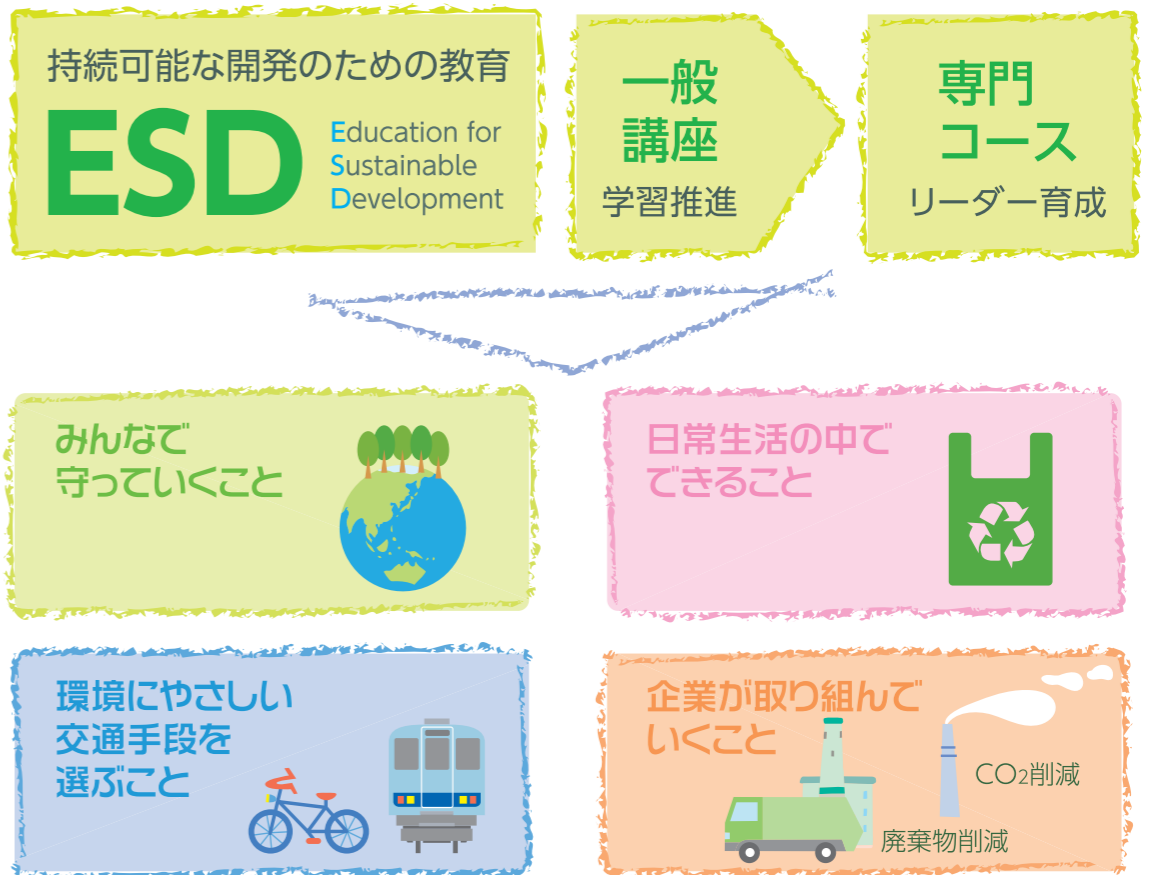 持続可能な開発のための教育
ESD
Education for
Sustainable
Development
一般
講座
学習推進
専門
コース
リーダー育成
みんなで
守っていくこと
日常生活の中で
できること
環境にやさしい
交通手段を
選ぶこと
企業が取り組んで
いくこと
CO2削減
廃棄物削減